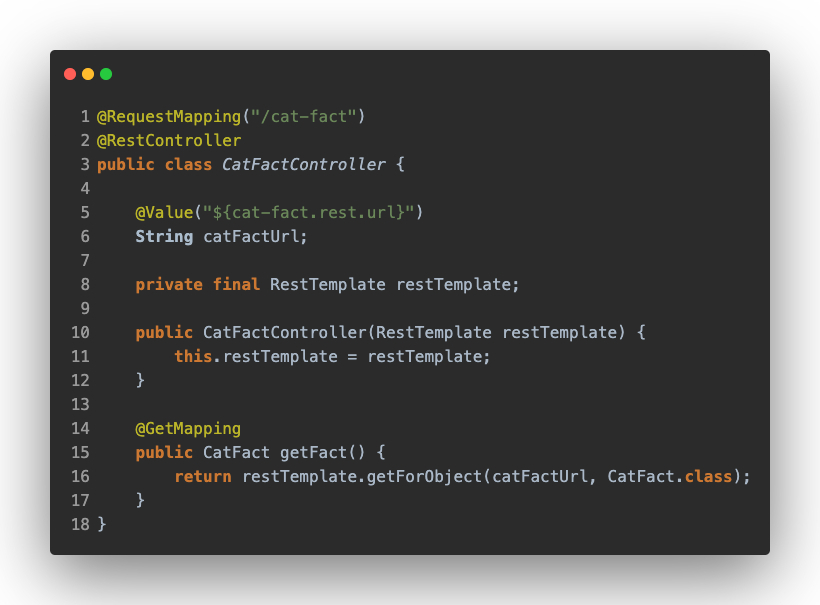 1 @RequestMapping("/cat-fact")
2 @RestController
3 public class CatFactController {
4
5     @Value("${cat-fact.rest.url}")
6     String catFactUrl;
7
8     private final RestTemplate restTemplate;
9
10     public CatFactController(RestTemplate restTemplate) {
11         this.restTemplate = restTemplate;
12     }
13
14     @GetMapping
15     public CatFact getFact() {
16         return restTemplate.getForObject(catFactUrl, CatFact.class);
17     }
18 }